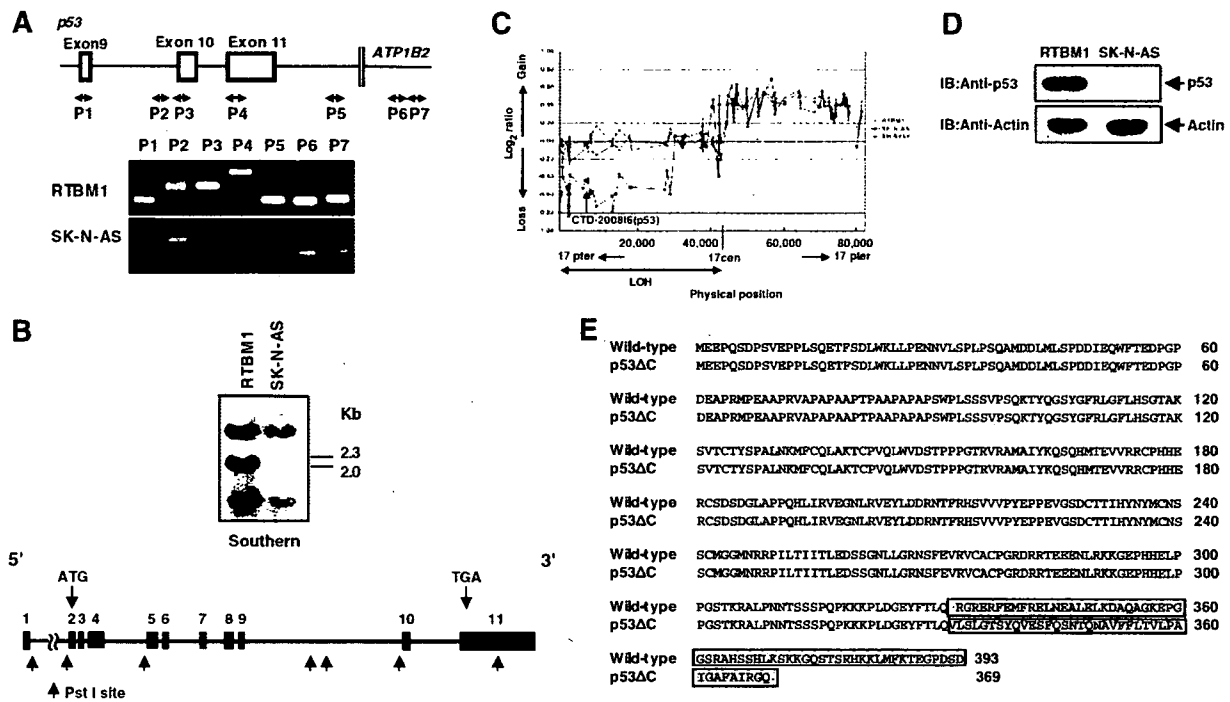 A
p53
Exon9
Exon 10
Exon 11
ATP1B2
P1 P2 P3 P4 P5 P6 P7
P1 P2 P3 P4 P5 P6 P7
RTBM1
SK-N-AS
B
RTBM1
SK-N-AS
Kb
2.3
2.0
Southern
5'
3'
ATG
TGA
1 2 3 4 5 6 7 8 9 10 11
Pst I site
C
Gain
Log2 ratio
Loss
CTD-2008I6(p53)
20,000 40,000 60,000 80,000
17 pter
17cen
17 pter
LOH
Physical position
D
RTBM1 SK-N-AS
IB:Anti-p53
p53
IB:Anti-Actin
Actin
E
Wild-type MEEPQSDPSVEPPLSQETFSDLWKLLPENNVLSPLPSQAMDDLMLSPDDIEQWFTEDPGP 60
p53ΔC MEEPQSDPSVEPPLSQETFSDLWKLLPENNVLSPLPSQAMDDLMLSPDDIEQWFTEDPGP 60
Wild-type DEAPRMPEAAPRVAPAPAAPTPAAPAPAPSWPLSSSVPSQKTYQGSYGFRLGFLHSGTAK 120
p53ΔC DEAPRMPEAAPRVAPAPAAPTPAAPAPAPSWPLSSSVPSQKTYQGSYGFRLGFLHSGTAK 120
Wild-type SVTCTYSPALNKMFCQLAKTCPVQLWVDSTPPPGTRVRAMAIYKQSQHMTEVVRRCPHHE 180
p53ΔC SVTCTYSPALNKMFCQLAKTCPVQLWVDSTPPPGTRVRAMAIYKQSQHMTEVVRRCPHHE 180
Wild-type RCSDSDGLAPPQHLIRVEGNLRVEYLDDRNTFRHSVVVPYEPPEVGSDCTTIHYNYMCNS 240
p53ΔC RCSDSDGLAPPQHLIRVEGNLRVEYLDDRNTFRHSVVVPYEPPEVGSDCTTIHYNYMCNS 240
Wild-type SCMGGMNRRPILTIITLEDSSGNLLGRNSFEVRVCACPGRDRRTEEENLRKKGEPHHELP 300
p53ΔC SCMGGMNRRPILTIITLEDSSGNLLGRNSFEVRVCACPGRDRRTEEENLRKKGEPHHELP 300
Wild-type PGSTKRALPNNTSSSPQPKKKPLDGEYFTLQ RGRERFEMFRELNEALELKDAQAGKEPG 360
p53ΔC PGSTKRALPNNTSSSPQPKKKPLDGEYFTLQVLSLGTSYQVESFQSNTQNAVFFLTVLPA 360
Wild-type GSRAHSSHLKSKKGQSTSRHKKLMFKTEGPDSD 393
p53ΔC IGAFAIRGQ. 369